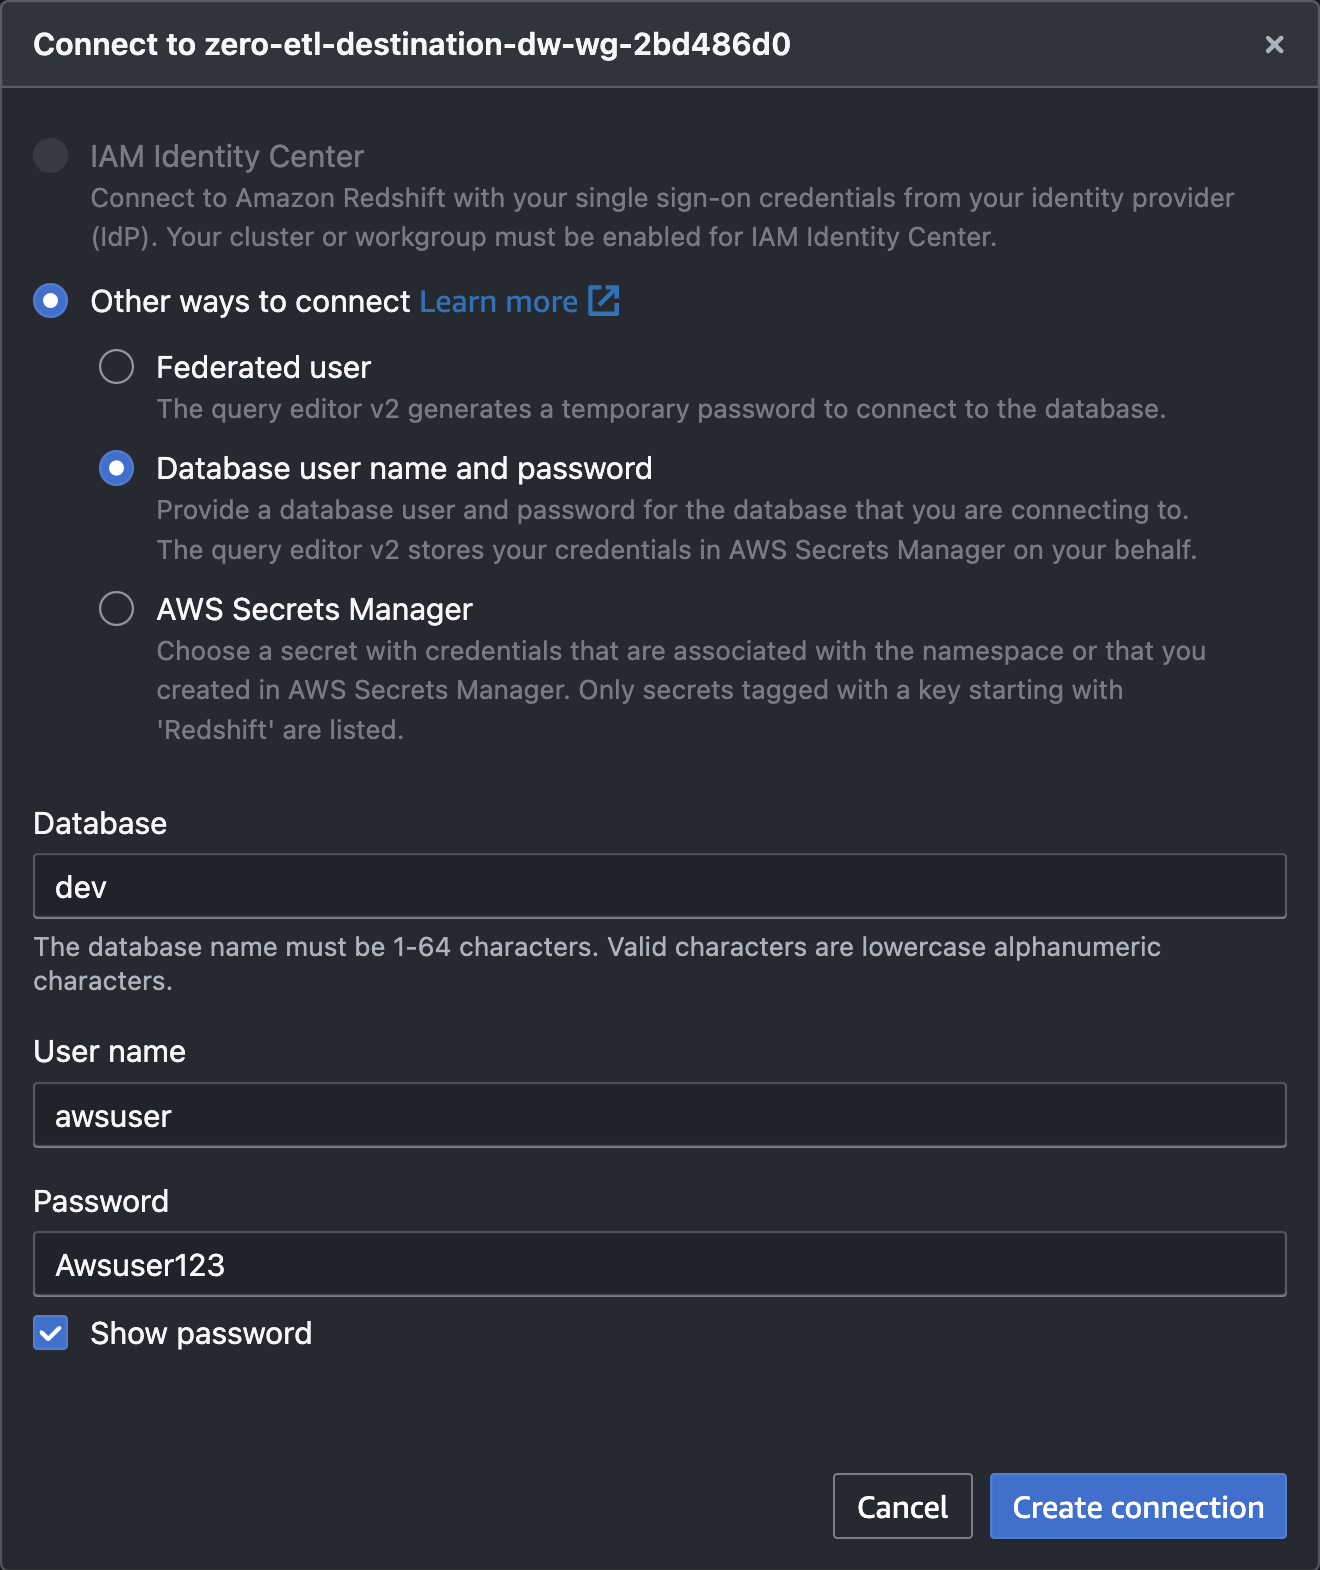 Connect to zero-etl-destination-dw-wg-2bd486d0
IAM Identity Center
Connect to Amazon Redshift with your single sign-on credentials from your identity provider
(IdP). Your cluster or workgroup must be enabled for IAM Identity Center.
Other ways to connect Learn more
Federated user
The query editor v2 generates a temporary password to connect to the database.
Database user name and password
Provide a database user and password for the database that you are connecting to.
The query editor v2 stores your credentials in AWS Secrets Manager on your behalf.
AWS Secrets Manager
Choose a secret with credentials that are associated with the namespace or that you
created in AWS Secrets Manager. Only secrets tagged with a key starting with
'Redshift' are listed.
Database
dev
The database name must be 1-64 characters. Valid characters are lowercase alphanumeric
characters.
User name
awsuser
Password
Awsuser123
Show password
Cancel Create connection